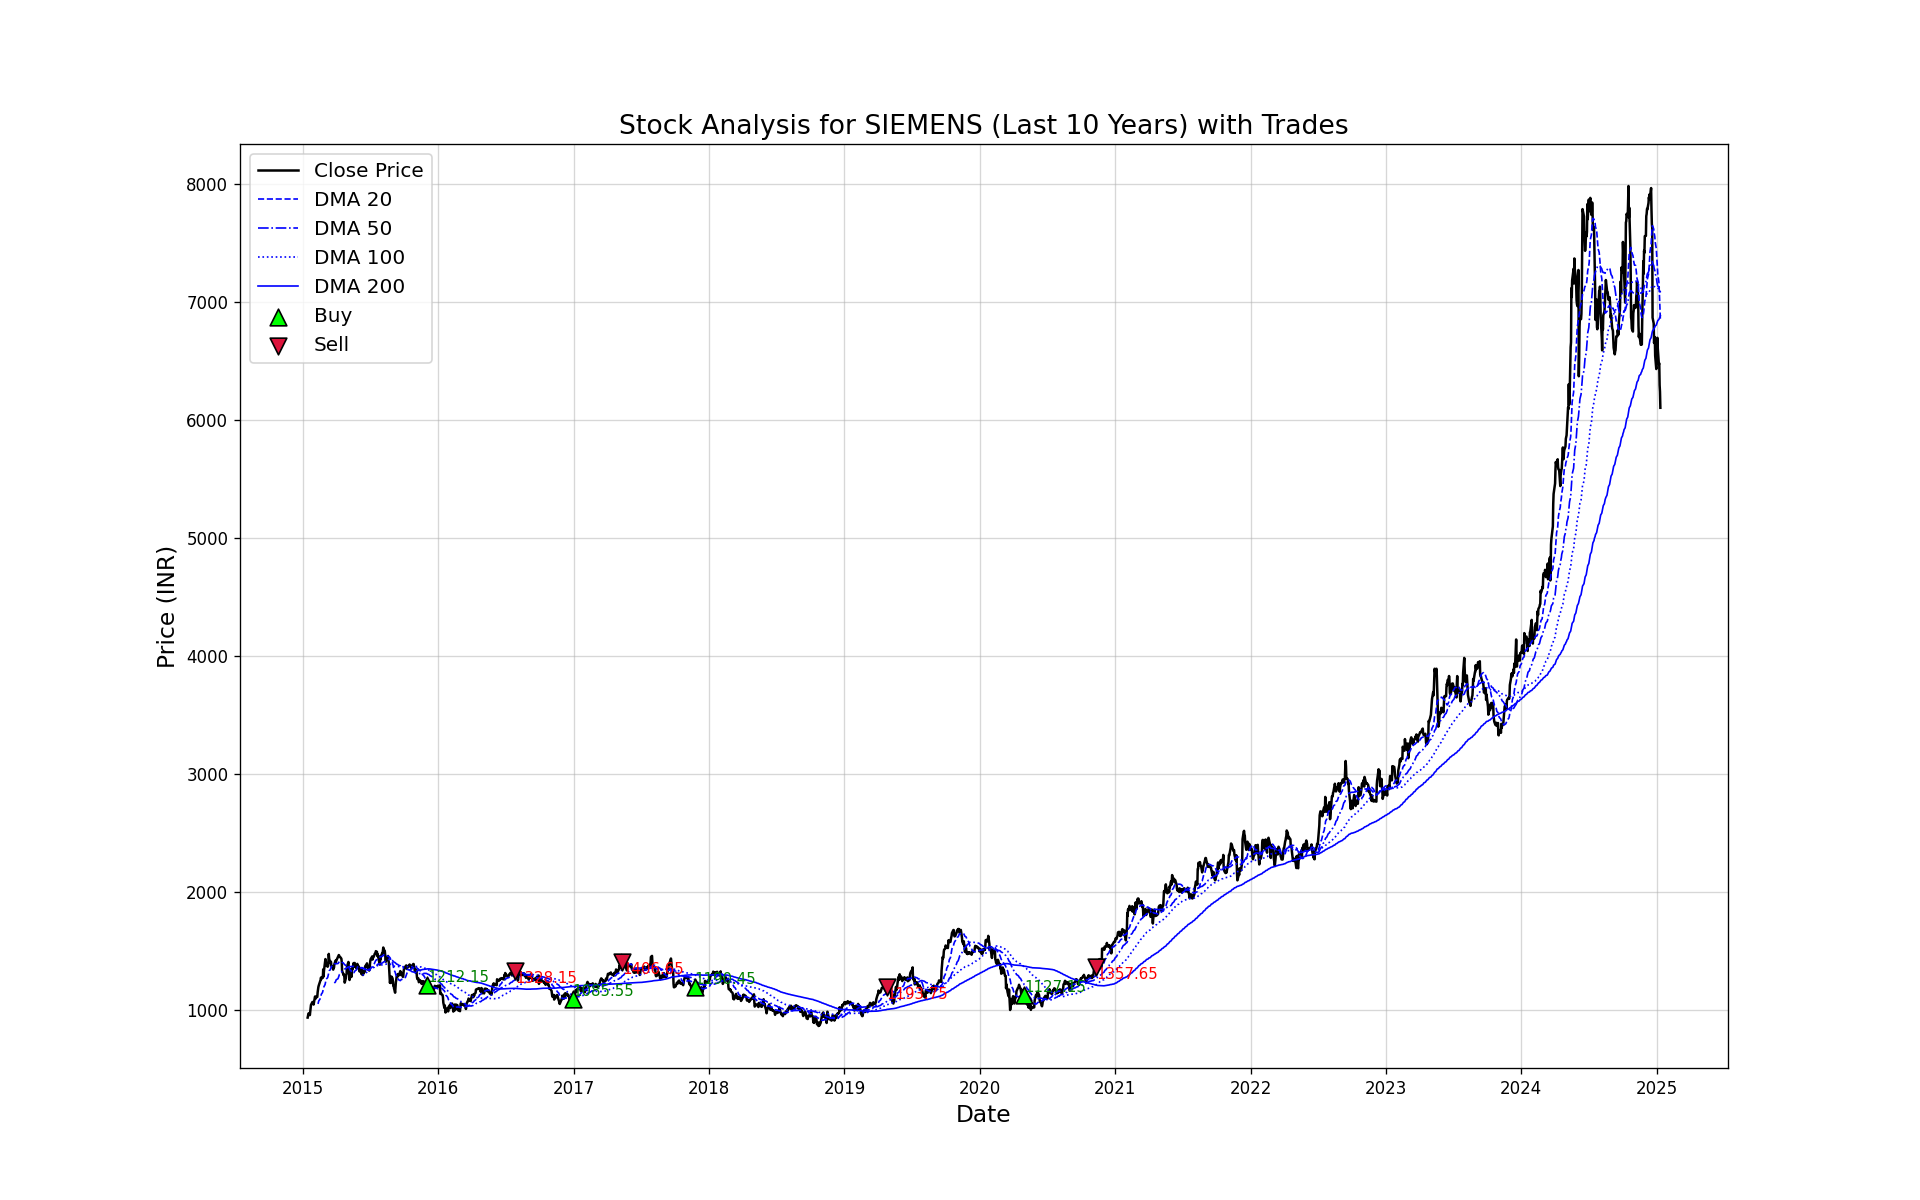 Stock Analysis for SIEMENS (Last 10 Years) with Trades
Close Price
DMA 20
DMA 50
DMA 100
DMA 200
Buy
Sell
Price (INR)
8000
7000
6000
5000
4000
3000
2000
1000
1212.15
1328.15
1357.65
2015
2016
2017
2018
2019
2020
2021
2022
2023
2024
2025
Date